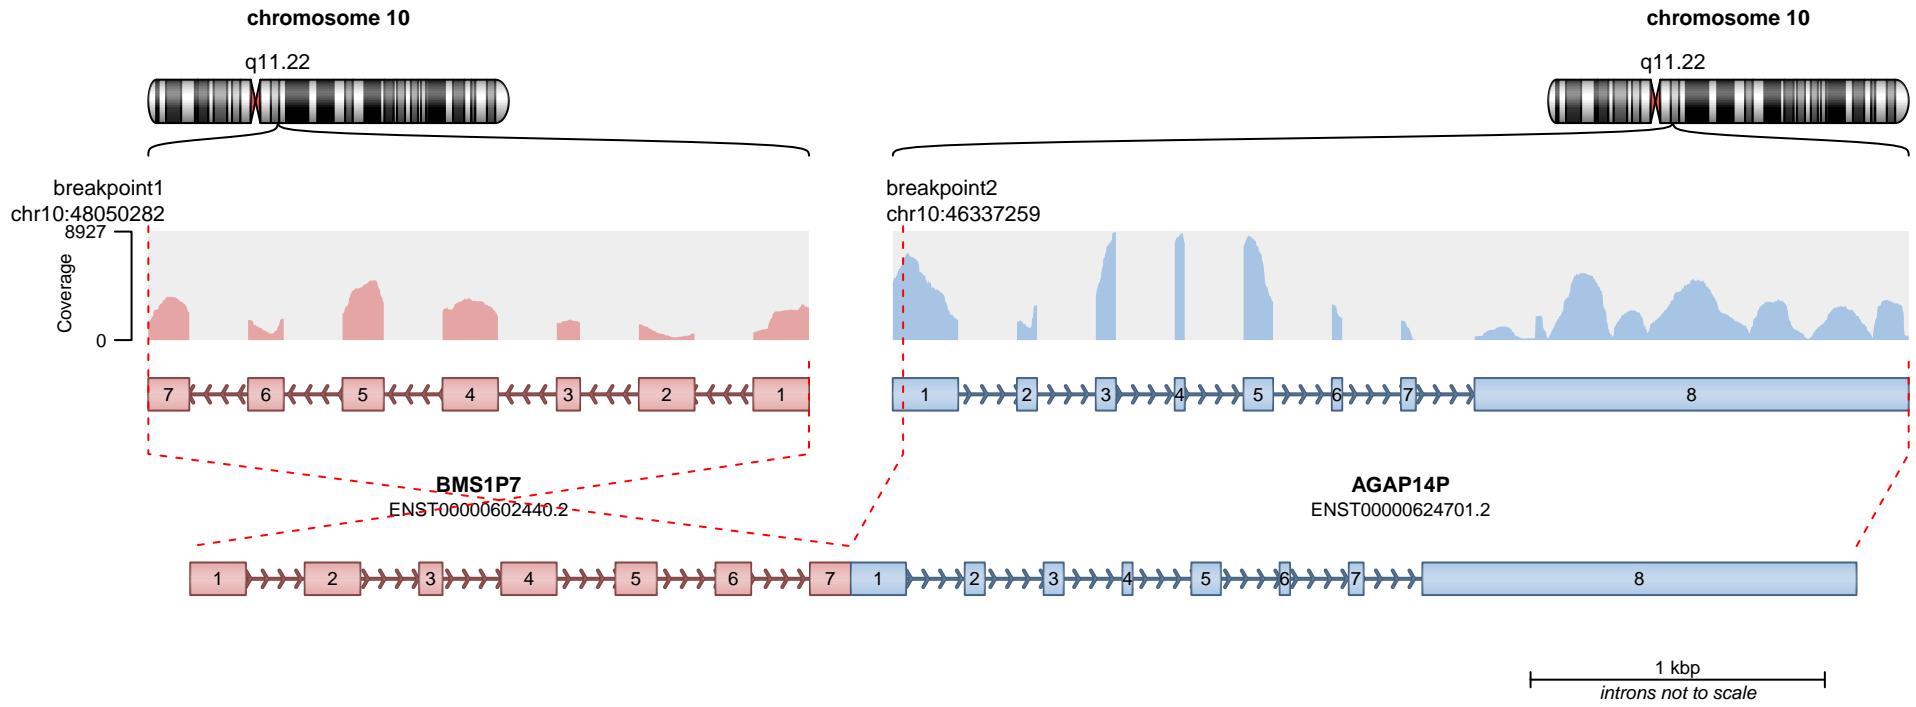 chromosome 10
chromosome 10
q11.22
q11.22
breakpoint1
chr10:48050282
breakpoint2
chr10:46337259
8927
Coverage
0
7 6 5 4 3 2 1
1 2 3 4 5 6 7 8
BMS1P7
ENST00000602440.2
AGAP14P
ENST00000624701.2
1 2 3 4 5 6 7 1 2 3 4 5 6 7 8
1 kbp
introns not to scale